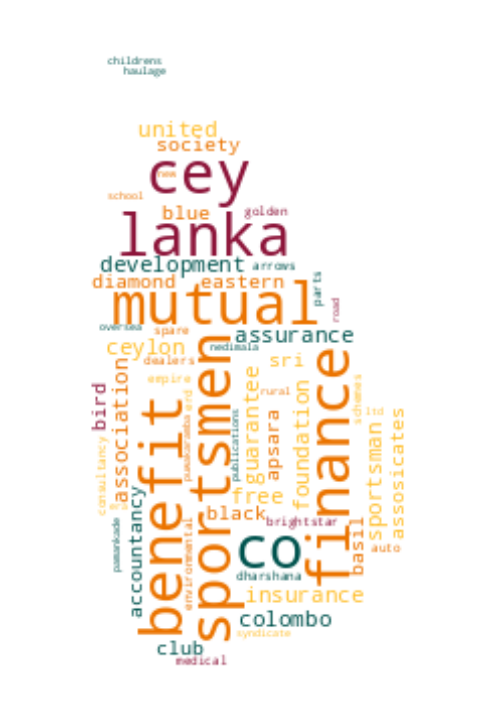 childrens
haulage
united
society
cey
new
school
blue
golden
lanka
development
arrows
diamond
eastern
parts
mutual
road
oversea
spare
assurance
ceylon
nedimala
dealers
sri
empire
rural
schemes
bird
association
benefit
erd
sportsmen
publications
guarantee
apsara
foundation
finance
ltd
sportsman
assosicates
consultancy
free
black
brightstar
pamankade
accountancy
environmental
co
basil
auto
dharshana
insurance
colombo
syndicate
club
medical